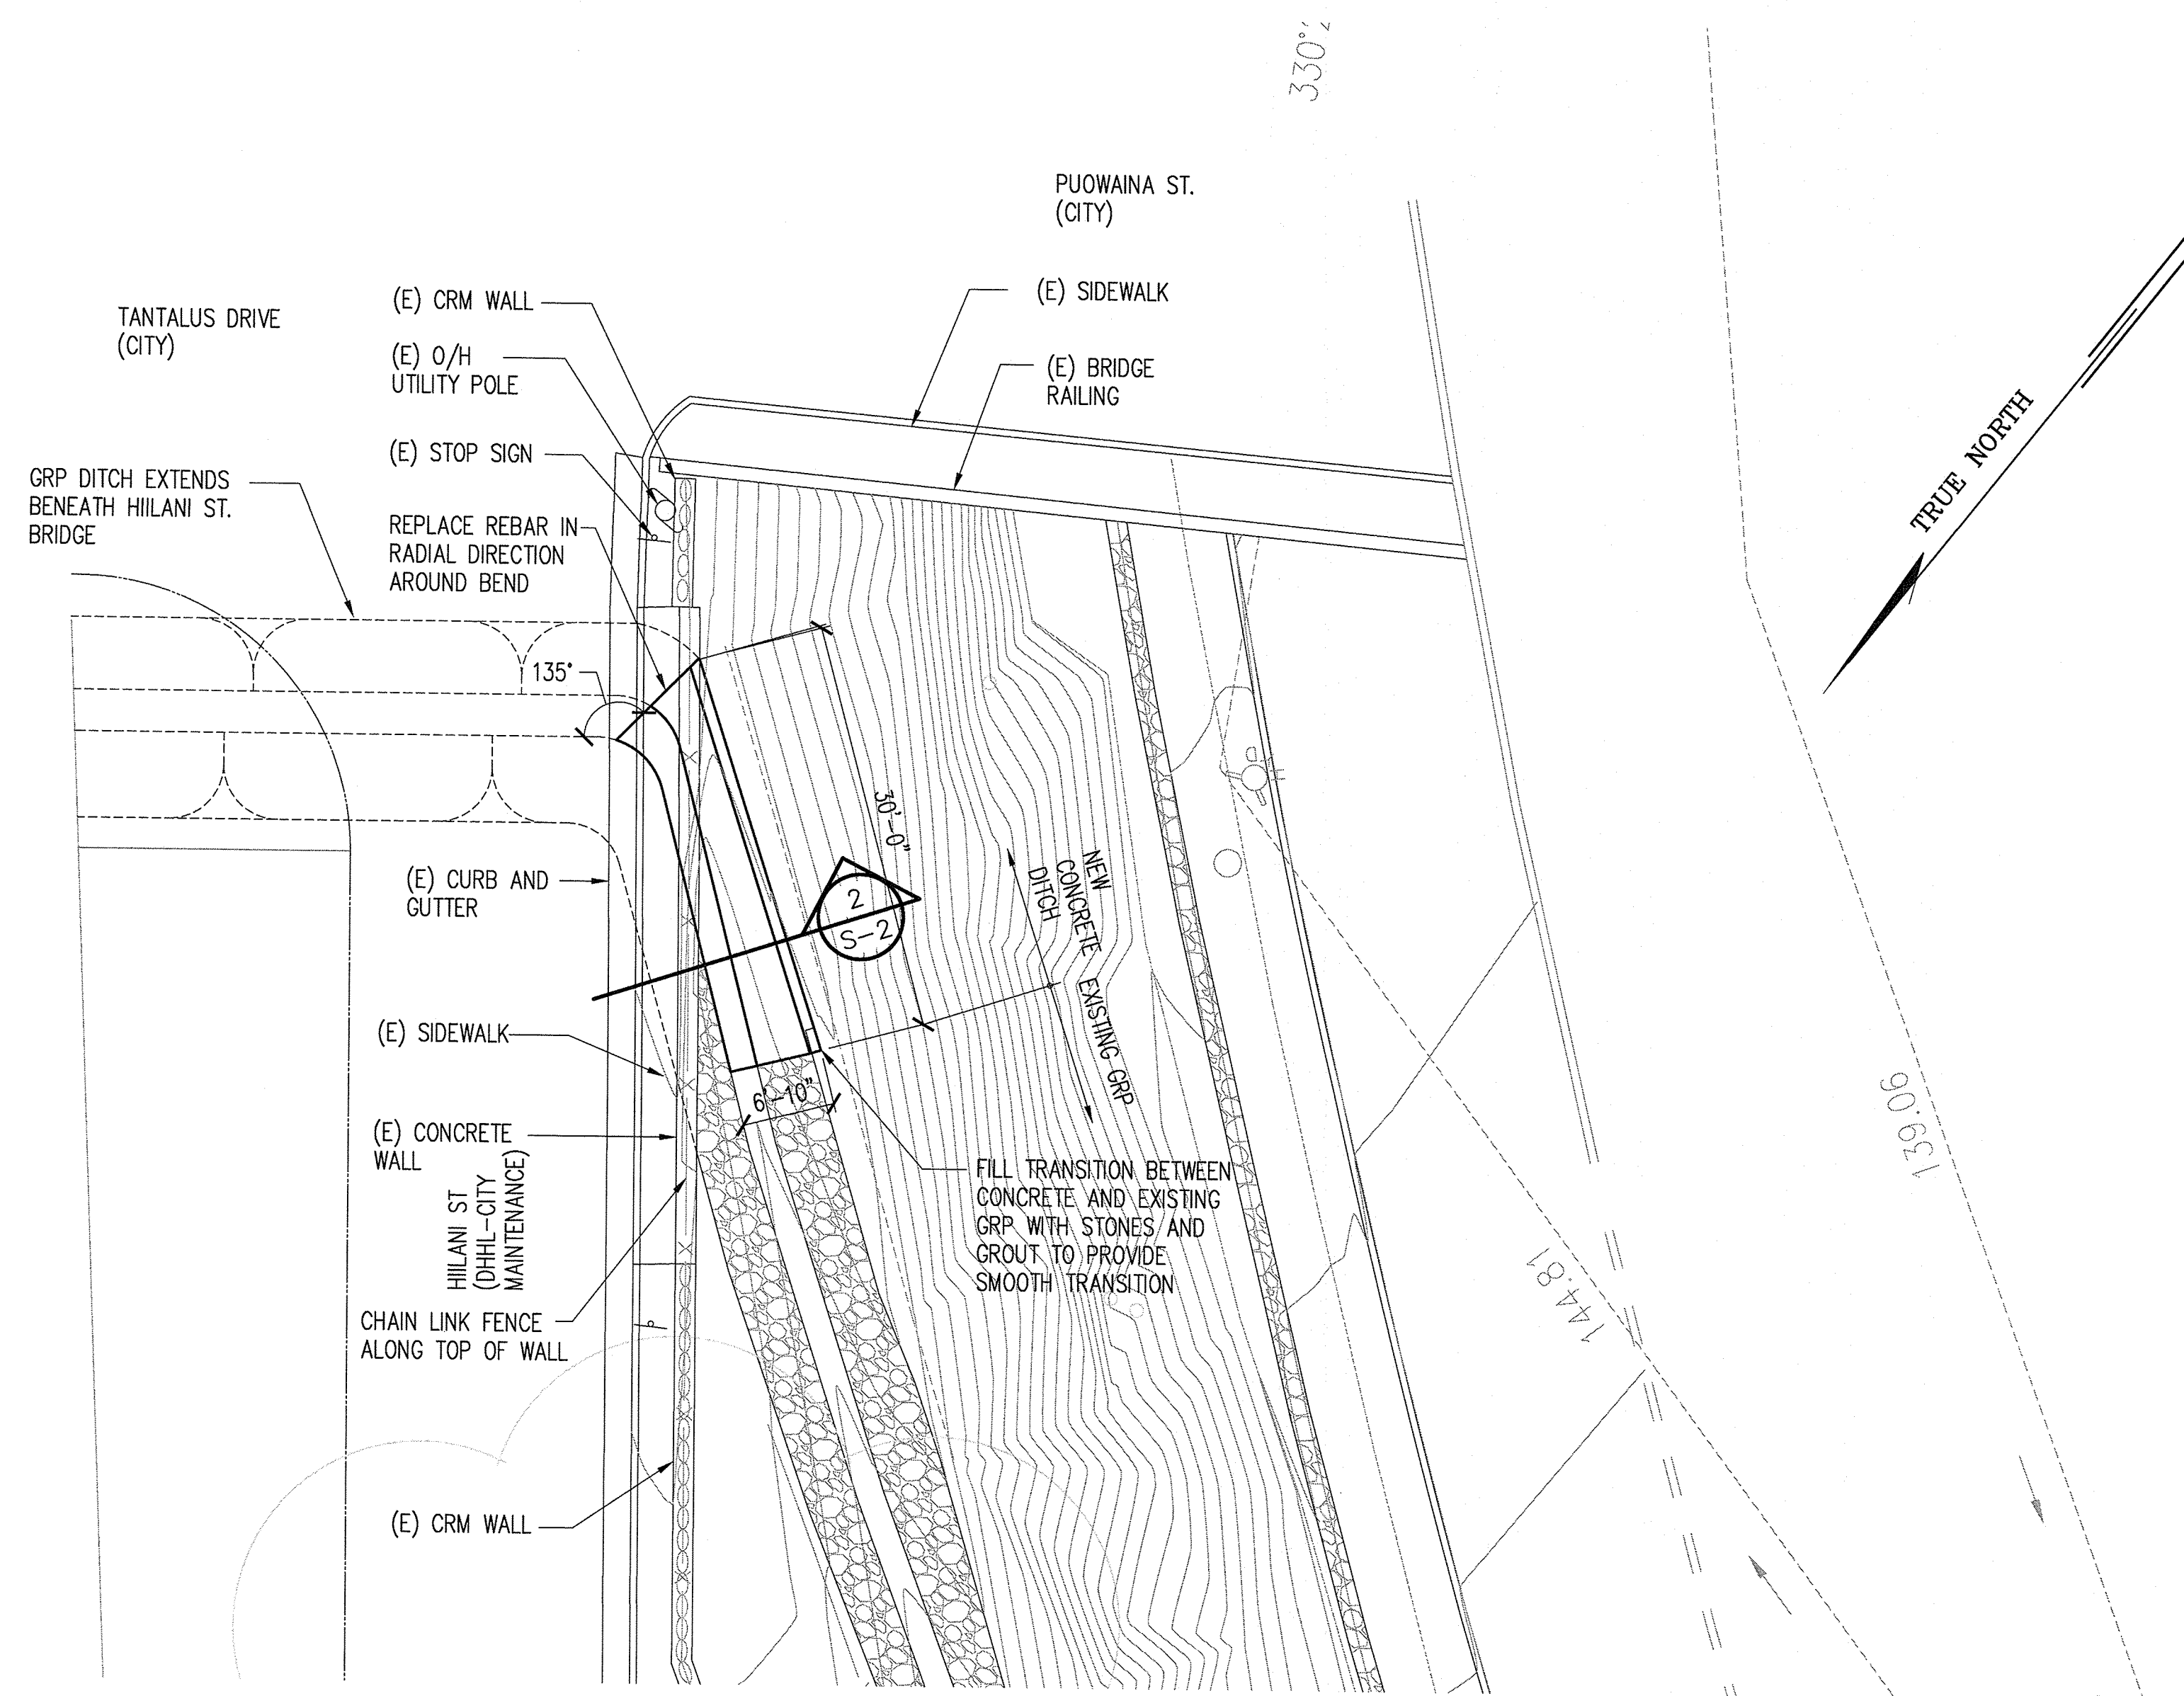 330°2
PUOWAINA ST.
(CITY)
(E) SIDEWALK
(E) BRIDGE
RAILING
TANTALUS DRIVE
(CITY)
(E) CRM WALL
(E) O/H
UTILITY POLE
(E) STOP SIGN
GRP DITCH EXTENDS
BENEATH HIILANI ST.
BRIDGE
REPLACE REBAR IN
RADIAL DIRECTION
AROUND BEND
TRUE NORTH
135°
30'-0"
2
S-2
NEW
CONCRETE
DITCH
EXISTING GRP
(E) CURB AND
GUTTER
(E) SIDEWALK
6'-10"
(E) CONCRETE
WALL
HIILANI ST
(DHHL-CITY
MAINTENANCE)
FILL TRANSITION BETWEEN
CONCRETE AND EXISTING
GRP WITH STONES AND
GROUT TO PROVIDE
SMOOTH TRANSITION
CHAIN LINK FENCE
ALONG TOP OF WALL
(E) CRM WALL
139.06
144.81